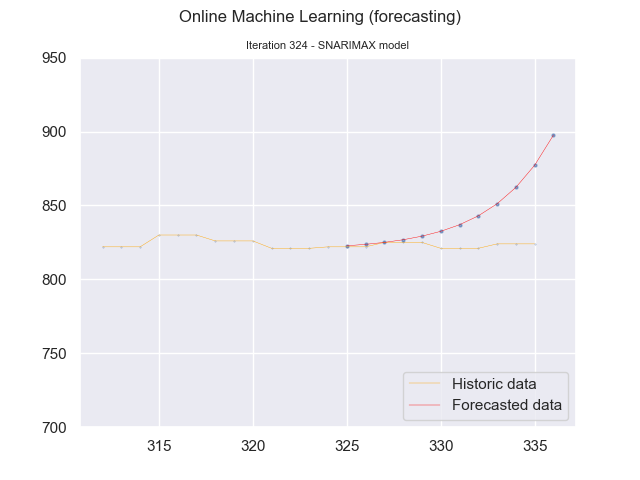 Online Machine Learning (forecasting)
Iteration 324 - SNARIMAX model
950
900
850
800
750
700
315 320 325 330 335
Historic data
Forecasted data